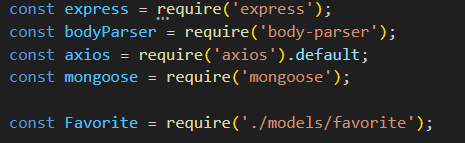 const express = require('express');
const bodyParser = require('body-parser');
const axios = require('axios').default;
const mongoose = require('mongoose');
const Favorite = require('./models/favorite');